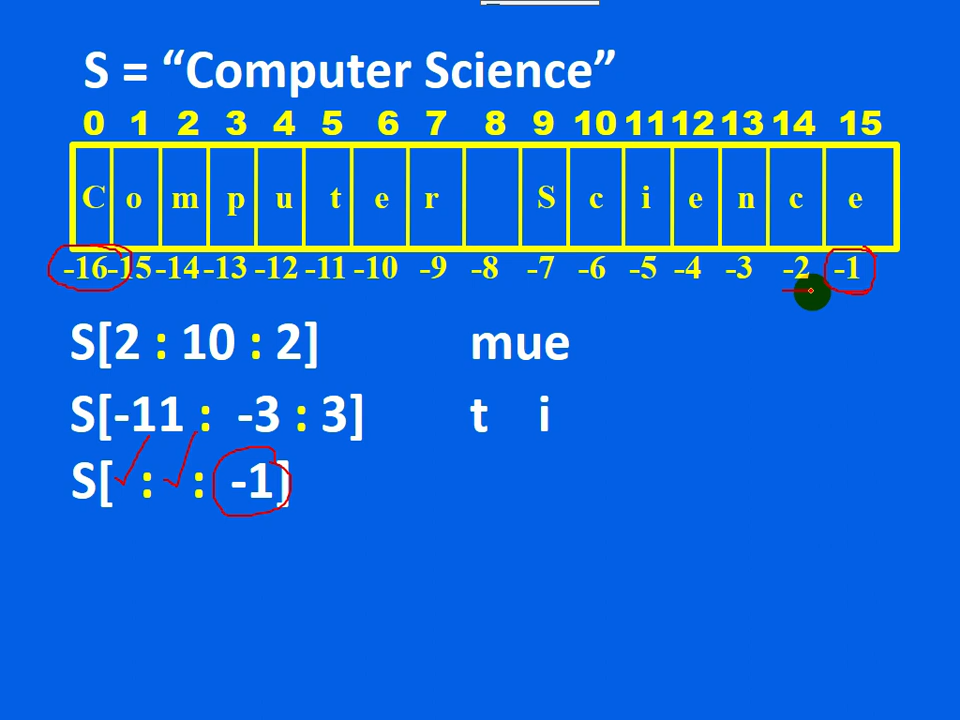 S = “Computer Science”
0 1 2 3 4 5 6 7 8 9 10 11 12 13 14 15
C o m p u t e r S c i e n c e
-16 -15 -14 -13 -12 -11 -10 -9 -8 -7 -6 -5 -4 -3 -2 -1
S[2 : 10 : 2] mue
S[-11 : -3 : 3] t i
S[ : : -1]